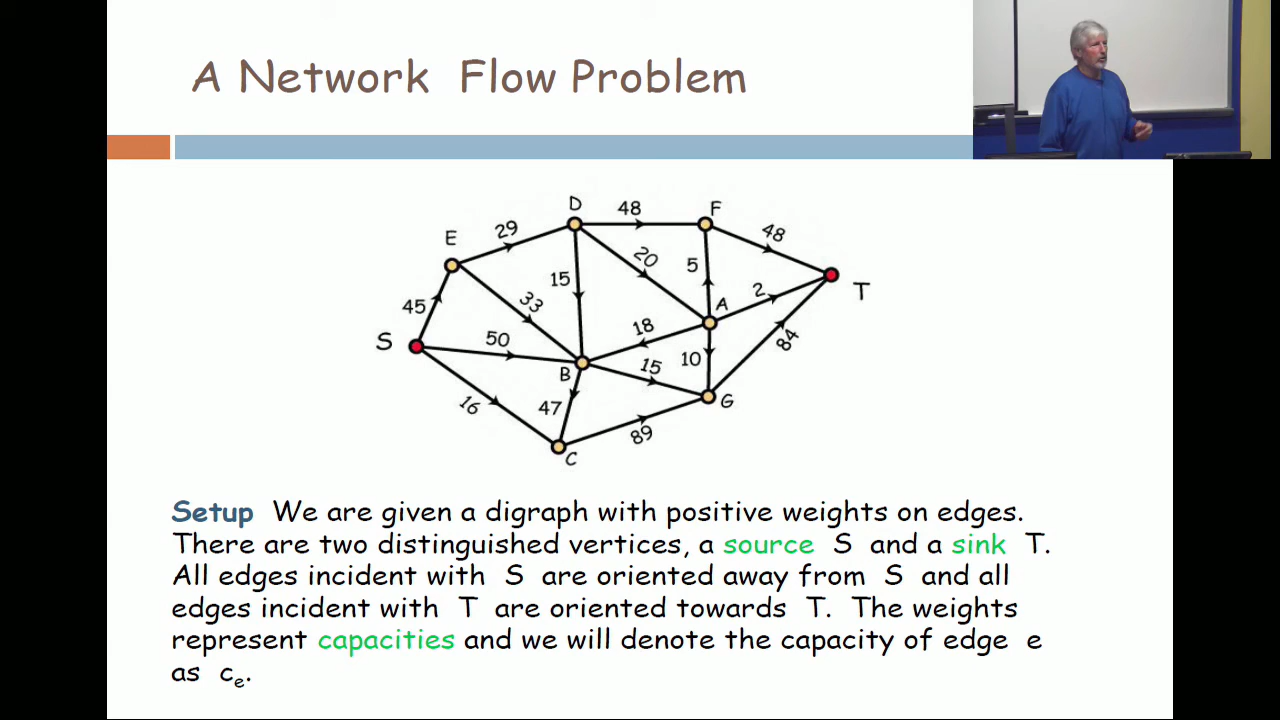 A Network Flow Problem
D
48
F
E
29
48
20
15
5
T
45
33
A
2
18
S
50
10
84
B
15
G
16
47
89
C
Setup We are given a digraph with positive weights on edges.
There are two distinguished vertices, a source S and a sink T.
All edges incident with S are oriented away from S and all
edges incident with T are oriented towards T. The weights
represent capacities and we will denote the capacity of edge e
as cₑ.